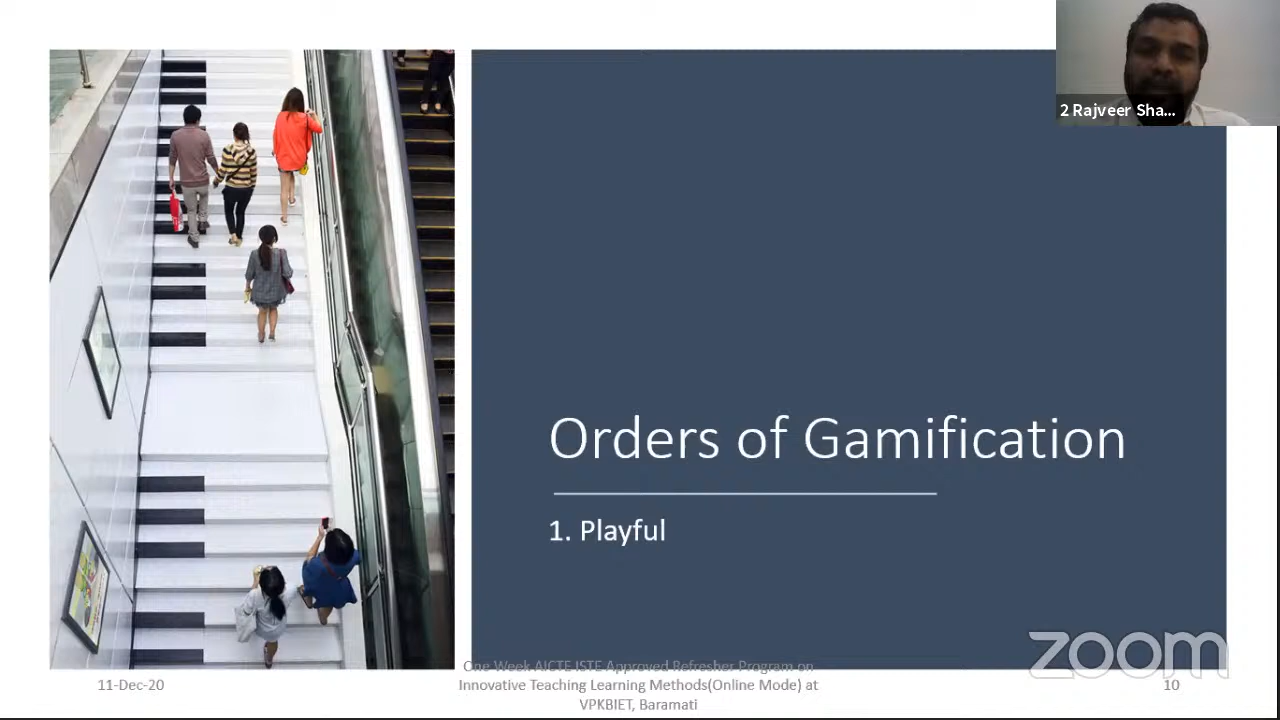 2 Rajveer Sha...
Orders of Gamification
1. Playful
zoom
11-Dec-20
One Week AICTE ISTE Approved Refresher Program on
Innovative Teaching Learning Methods(Online Mode) at
VPKBIET, Baramati
10